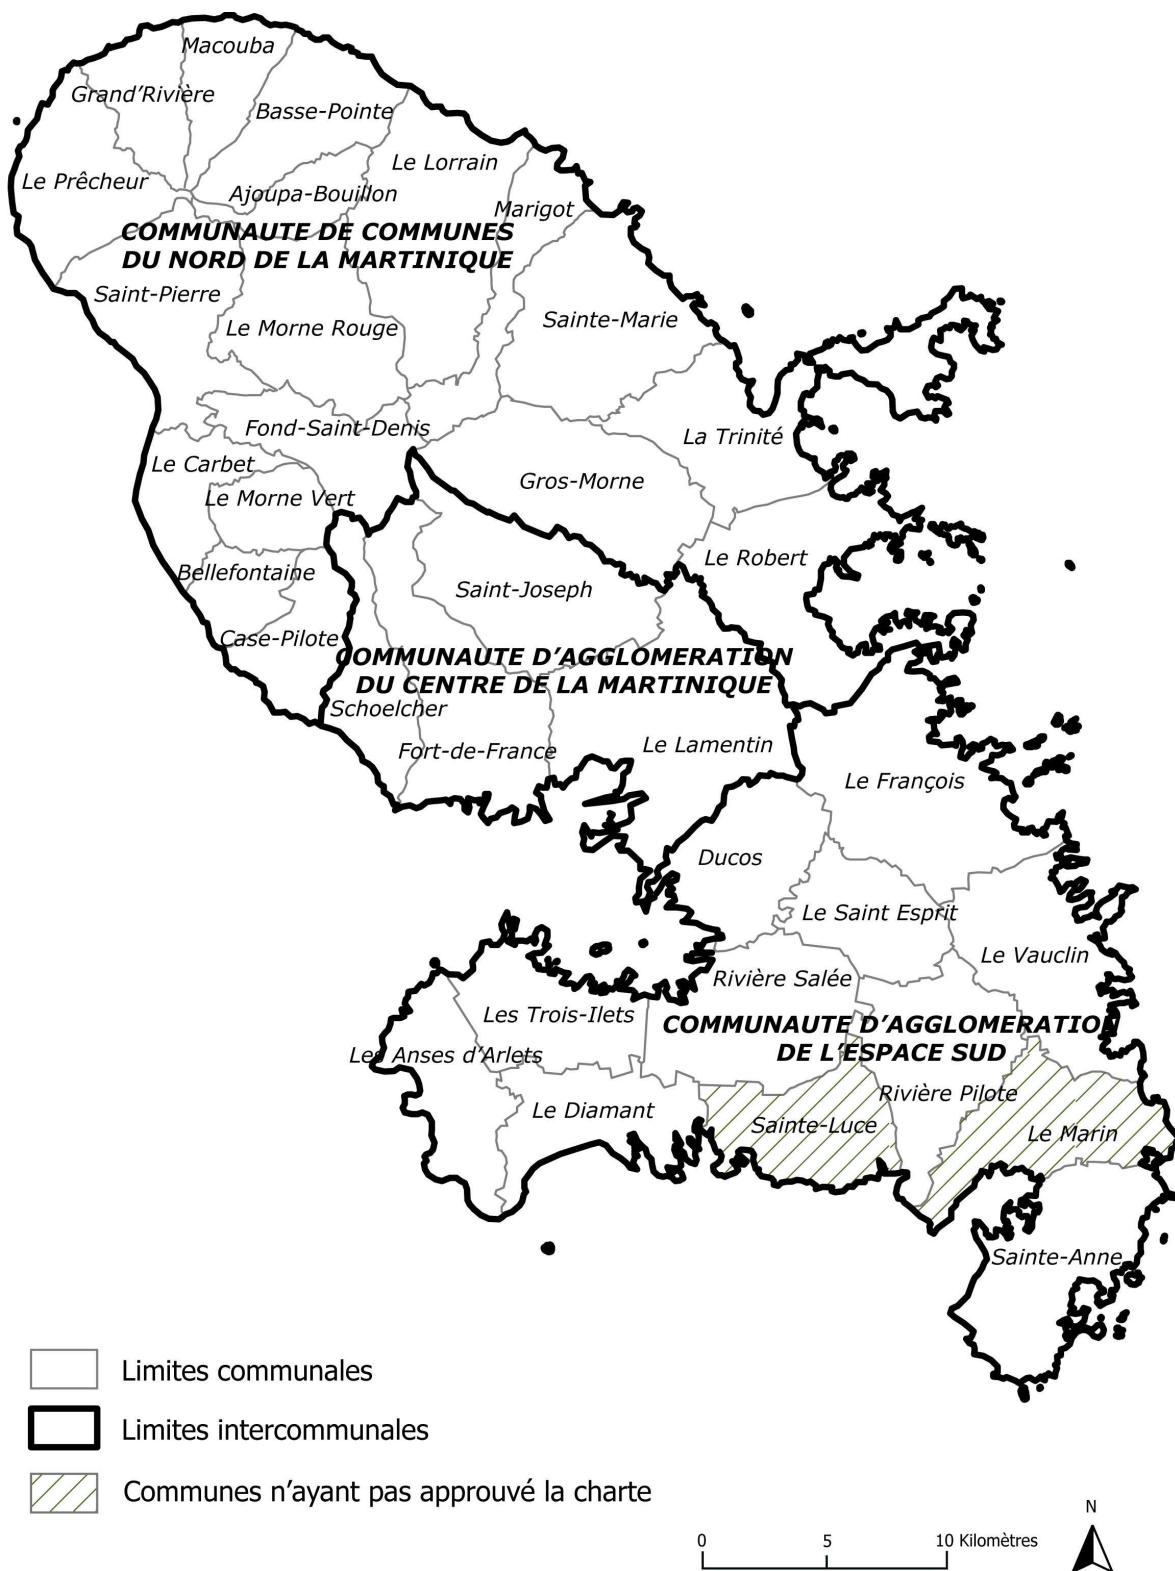 Macouba
Grand'Rivière
Basse-Pointe
Le Lorrain
Le Prêcheur
Ajoupa-Bouillon
Marigot
COMMUNAUTE DE COMMUNES
DU NORD DE LA MARTINIQUE
Saint-Pierre
Sainte-Marie
Le Morne Rouge
Fond-Saint-Denis
La Trinité
Le Carbet
Gros-Morne
Le Morne Vert
Le Robert
Bellefontaine
Saint-Joseph
Case-Pilote
COMMUNAUTE D'AGGLOMERATION
DU CENTRE DE LA MARTINIQUE
Schoelcher
Le Lamentin
Fort-de-France
Le François
Ducos
Le Saint Esprit
Le Vauclin
Rivière Salée
Les Trois-Ilets
COMMUNAUTE D'AGGLOMERATION
DE L'ESPACE SUD
Les Anses d'Arlets
Rivière Pilote
Le Diamant
Sainte-Luce
Le Marin
Sainte-Anne
Limites communales
Limites intercommunales
Communes n'ayant pas approuvé la charte
N
0 5 10 Kilomètres